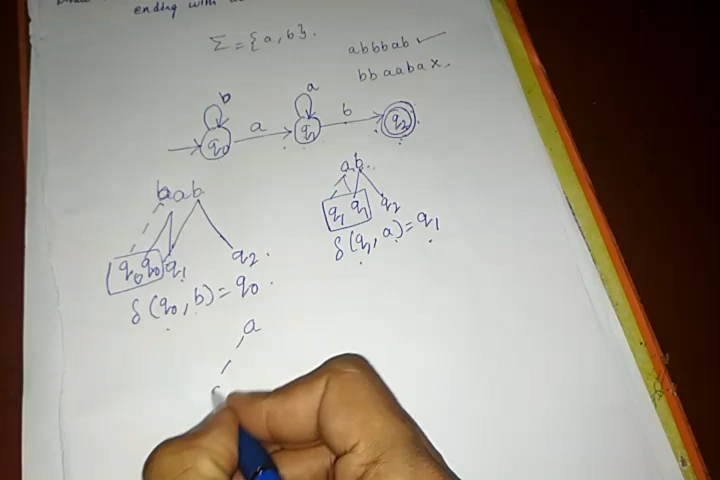 ending with
Σ = {a, b}.
abbbab ✓
bbaaba x.
b
a
q0
a
q1
b
q2
bab.
q0 q0 q1
q2.
δ(q0, b) = q0.
ab..
q1 q1
q2
δ(q1, a) = q1
a